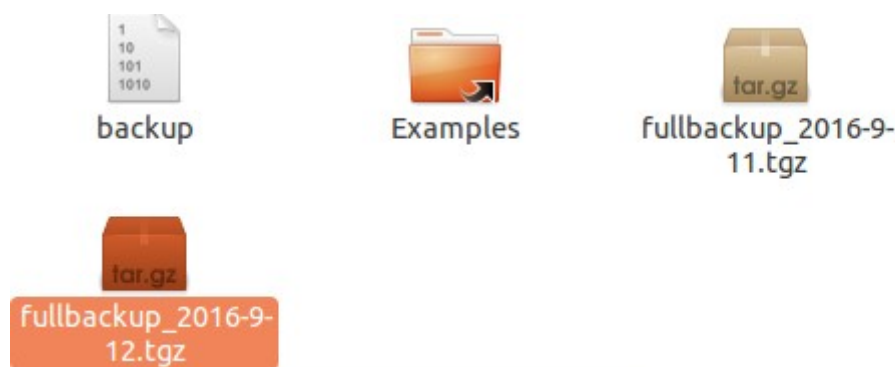 1
10
101
1010
backup
Examples
tar.gz
fullbackup_2016-9-
11.tgz
tar.gz
fullbackup_2016-9-
12.tgz